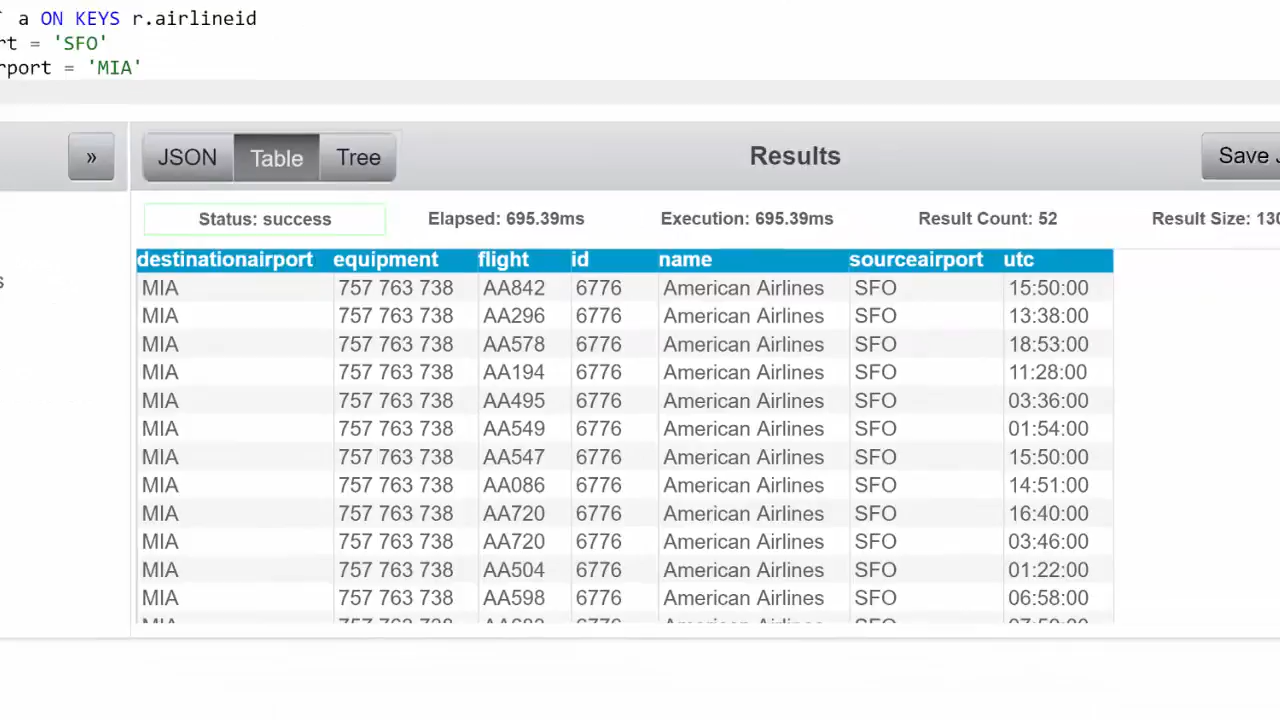 a ON KEYS r.airlineid
rt = 'SFO'
rport = 'MIA'
» JSON Table Tree Results Save
Status: success Elapsed: 695.39ms Execution: 695.39ms Result Count: 52 Result Size: 130
destinationairport equipment flight id name sourceairport utc
MIA 757 763 738 AA842 6776 American Airlines SFO 15:50:00
MIA 757 763 738 AA296 6776 American Airlines SFO 13:38:00
MIA 757 763 738 AA578 6776 American Airlines SFO 18:53:00
MIA 757 763 738 AA194 6776 American Airlines SFO 11:28:00
MIA 757 763 738 AA495 6776 American Airlines SFO 03:36:00
MIA 757 763 738 AA549 6776 American Airlines SFO 01:54:00
MIA 757 763 738 AA547 6776 American Airlines SFO 15:50:00
MIA 757 763 738 AA086 6776 American Airlines SFO 14:51:00
MIA 757 763 738 AA720 6776 American Airlines SFO 16:40:00
MIA 757 763 738 AA720 6776 American Airlines SFO 03:46:00
MIA 757 763 738 AA504 6776 American Airlines SFO 01:22:00
MIA 757 763 738 AA598 6776 American Airlines SFO 06:58:00